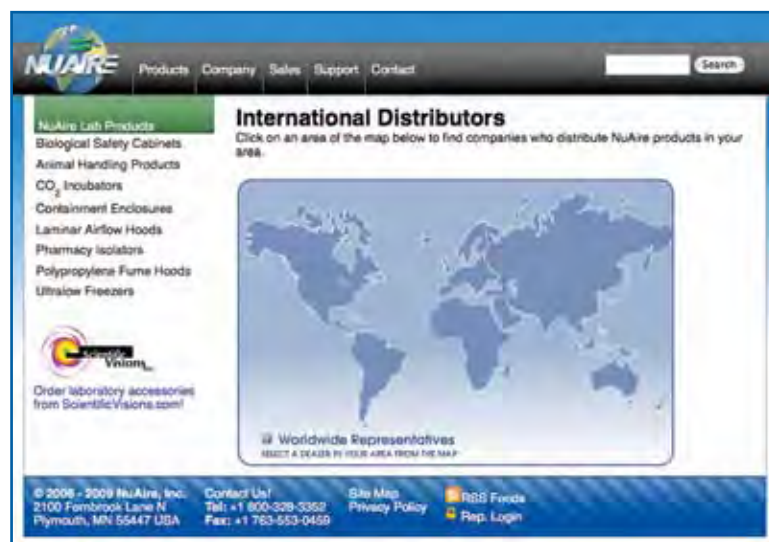 NUAIRE
Products Company Sales Support Contact
Search
NuAire Lab Products
Biological Safety Cabinets
Animal Handling Products
CO2 Incubators
Containment Enclosures
Laminar Airflow Hoods
Pharmacy Isolators
Polypropylene Fume Hoods
Ultralow Freezers
International Distributors
Click on an area of the map below to find companies who distribute NuAire products in your
area.
Scientific
Visions
Order laboratory accessories
from ScientificVisions.com!
Worldwide Representatives
SELECT A DEALER IN YOUR AREA FROM THE MAP
© 2006 - 2009 NuAire, Inc.
2100 Fernbrook Lane N
Plymouth, MN 55447 USA
Contact Us!
Tel: +1 800-328-3352
Fax: +1 763-553-0459
Site Map
Privacy Policy
RSS Feeds
Rep. Login